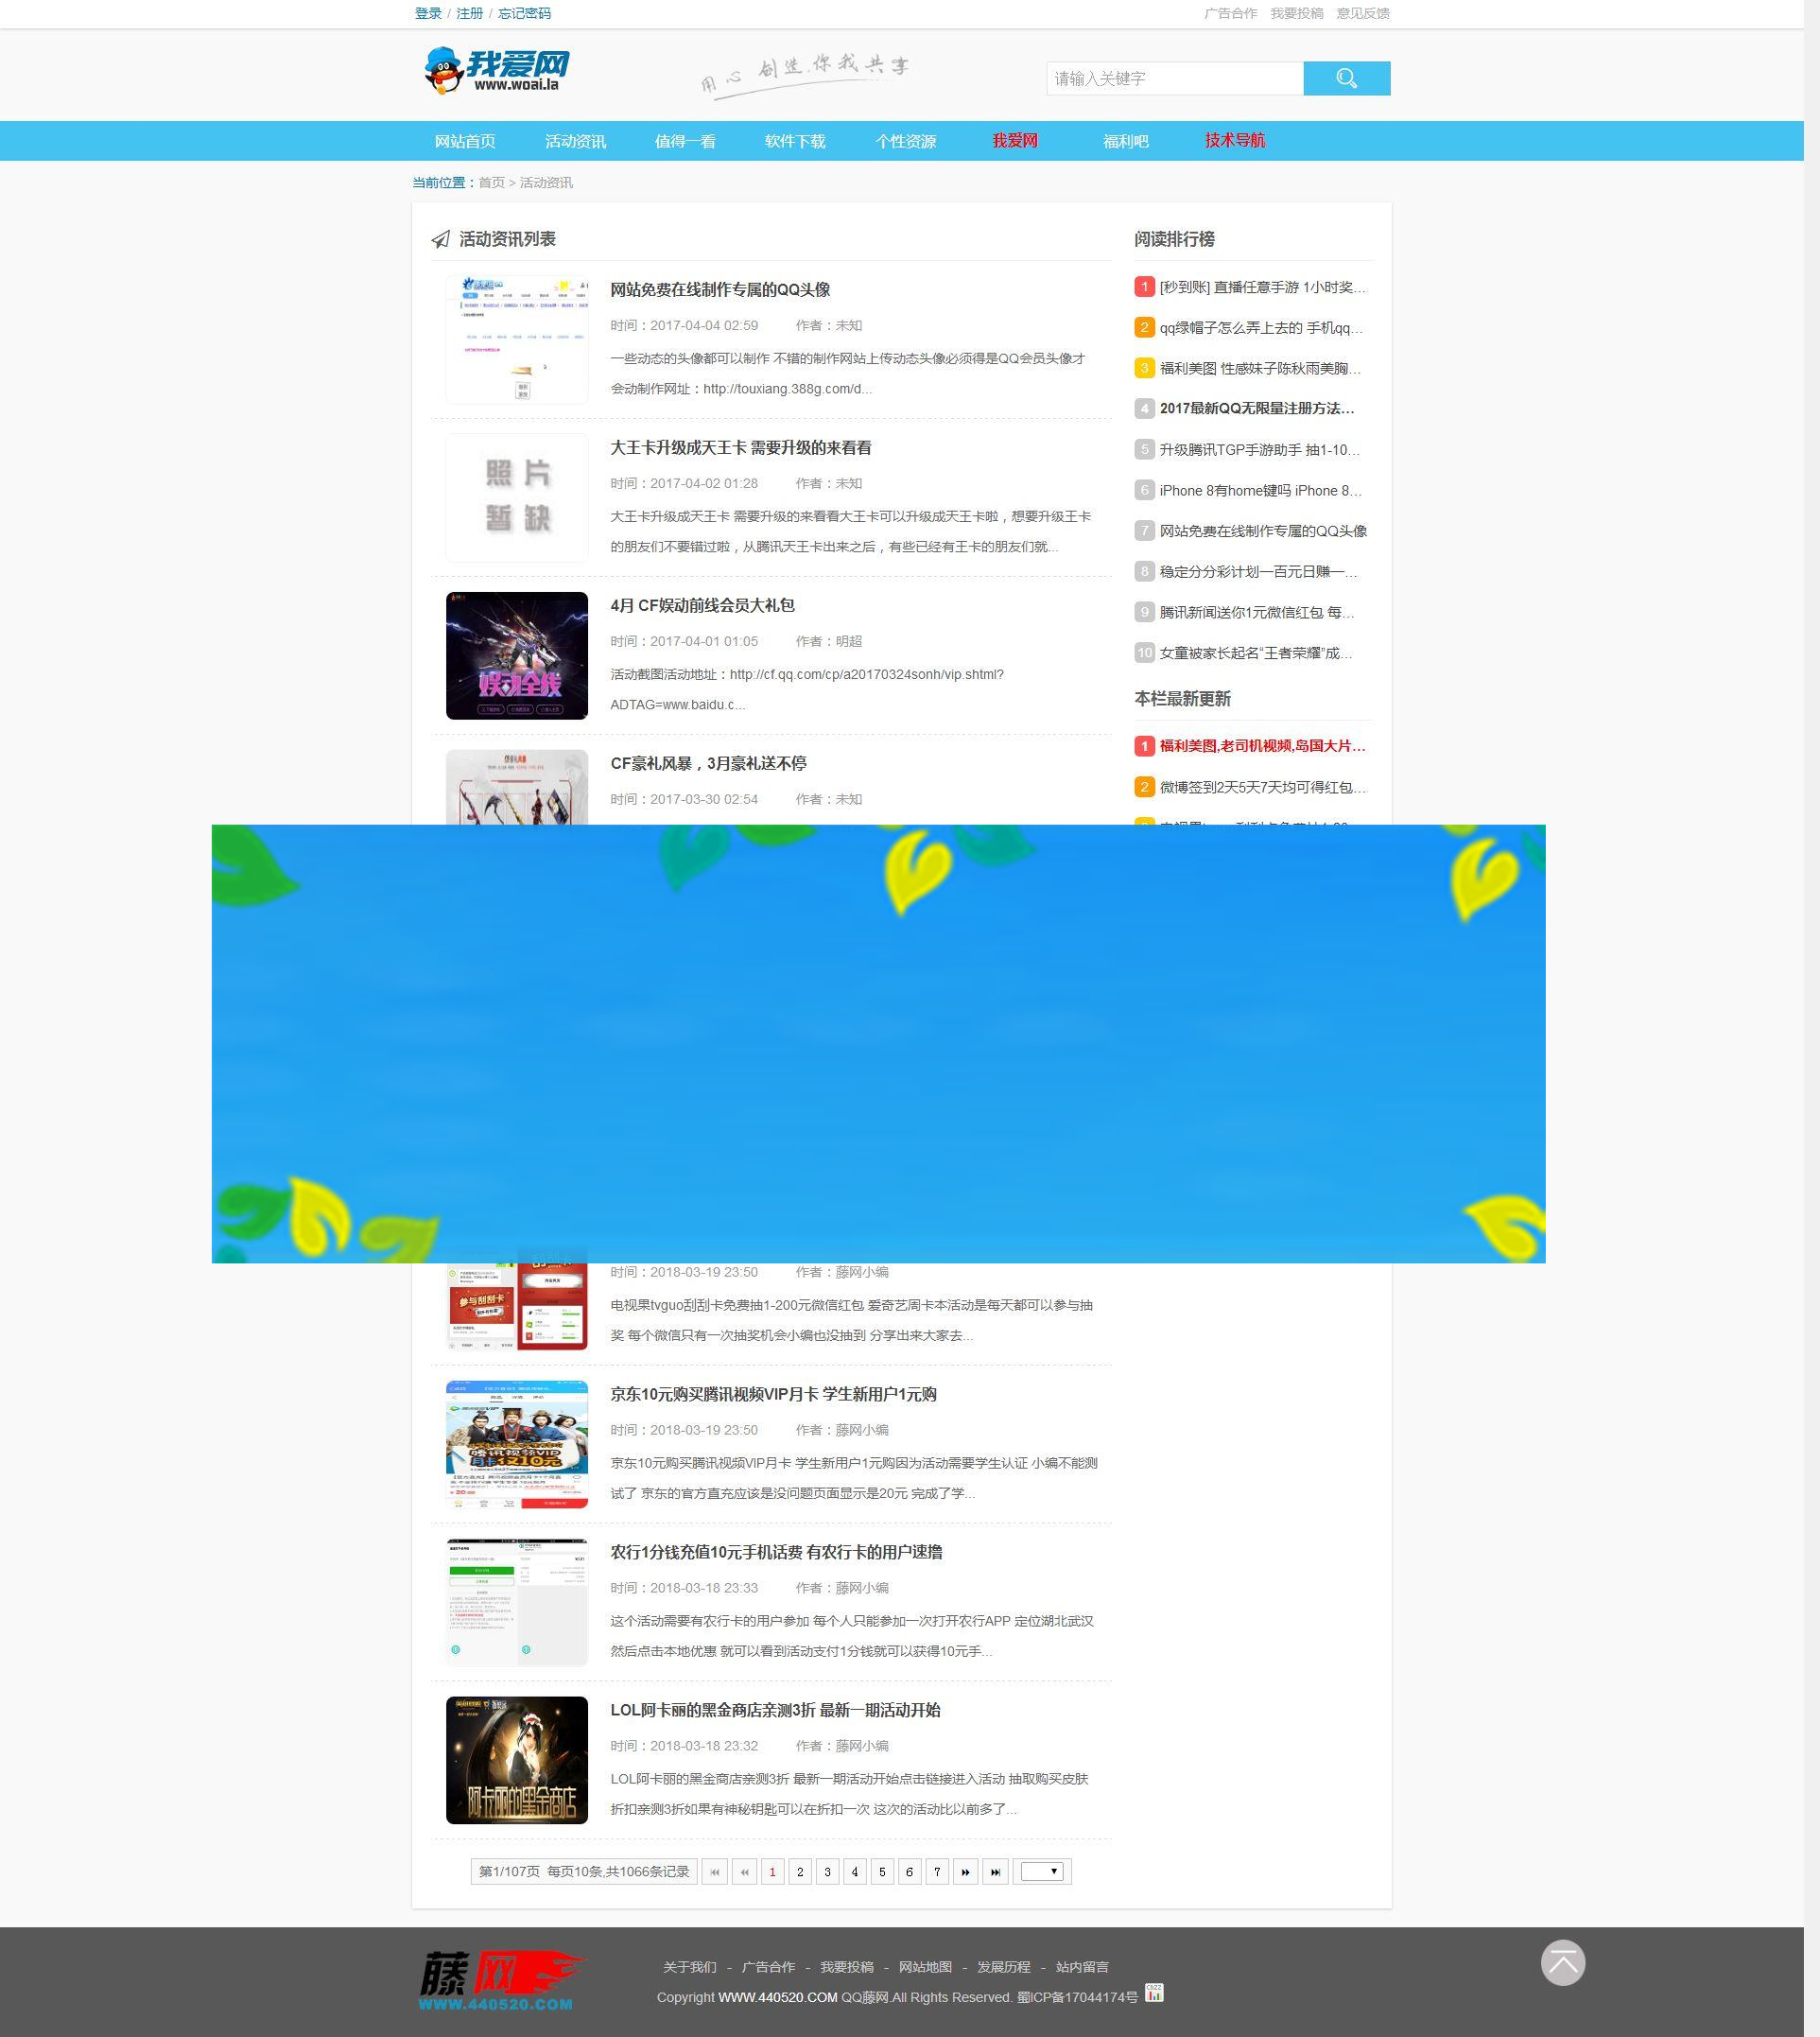 登录 / 注册 / 忘记密码
广告合作 我要投稿 意见反馈
我爱网
www.woai.la
用心 创造.你我共享
请输入关键字
网站首页 活动资讯 值得一看 软件下载 个性资源 我爱网 福利吧 技术导航
当前位置：首页 > 活动资讯
活动资讯列表
网站免费在线制作专属的QQ头像
时间：2017-04-04 02:59 作者：未知
一些动态的头像都可以制作 不错的制作网站上传动态头像必须得是QQ会员头像才
会动制作网址：http://touxiang.388g.com/d...
照片
暂缺
大王卡升级成天王卡 需要升级的来看看
时间：2017-04-02 01:28 作者：未知
大王卡升级成天王卡 需要升级的来看看大王卡可以升级成天王卡啦，想要升级王卡
的朋友们不要错过啦，从腾讯天王卡出来之后，有些已经有王卡的朋友们就...
4月 CF娱动前线会员大礼包
时间：2017-04-01 01:05 作者：明超
活动截图活动地址：http://cf.qq.com/cp/a20170324sonh/vip.shtml?
ADTAG=www.baidu.c...
CF豪礼风暴，3月豪礼送不停
时间：2017-03-30 02:54 作者：未知
时间：2018-03-19 23:50 作者：藤网小编
参与刮刮卡
电视果tvguo刮刮卡免费抽1-200元微信红包 爱奇艺周卡本活动是每天都可以参与抽
奖 每个微信只有一次抽奖机会小编也没抽到 分享出来大家去...
京东10元购买腾讯视频VIP月卡 学生新用户1元购
时间：2018-03-19 23:50 作者：藤网小编
腾讯视频VIP
月卡仅10元
京东10元购买腾讯视频VIP月卡 学生新用户1元购因为活动需要学生认证 小编不能测
试了 京东的官方直充应该是没问题页面显示是20元 完成了学...
农行1分钱充值10元手机话费 有农行卡的用户速撸
时间：2018-03-18 23:33 作者：藤网小编
这个活动需要有农行卡的用户参加 每个人只能参加一次打开农行APP 定位湖北武汉
然后点击本地优惠 就可以看到活动支付1分钱就可以获得10元手...
LOL阿卡丽的黑金商店亲测3折 最新一期活动开始
时间：2018-03-18 23:32 作者：藤网小编
阿卡丽的黑金商店
LOL阿卡丽的黑金商店亲测3折 最新一期活动开始点击链接进入活动 抽取购买皮肤
折扣亲测3折如果有神秘钥匙可以在折扣一次 这次的活动比以前多了...
第1/107页 每页10条,共1066条记录 1 2 3 4 5 6 7
阅读排行榜
1 [秒到账] 直播任意手游 1小时奖...
2 qq绿帽子怎么弄上去的 手机qq...
3 福利美图 性感妹子陈秋雨美胸...
4 2017最新QQ无限量注册方法...
5 升级腾讯TGP手游助手 抽1-10...
6 iPhone 8有home键吗 iPhone 8...
7 网站免费在线制作专属的QQ头像
8 稳定分分彩计划一百元日赚一...
9 腾讯新闻送你1元微信红包 每...
10 女童被家长起名“王者荣耀”成...
本栏最新更新
1 福利美图,老司机视频,岛国大片...
2 微博签到2天5天7天均可得红包...
藤网
WWW.440520.COM
关于我们 - 广告合作 - 我要投稿 - 网站地图 - 发展历程 - 站内留言
Copyright WWW.440520.COM QQ藤网.All Rights Reserved. 蜀ICP备17044174号